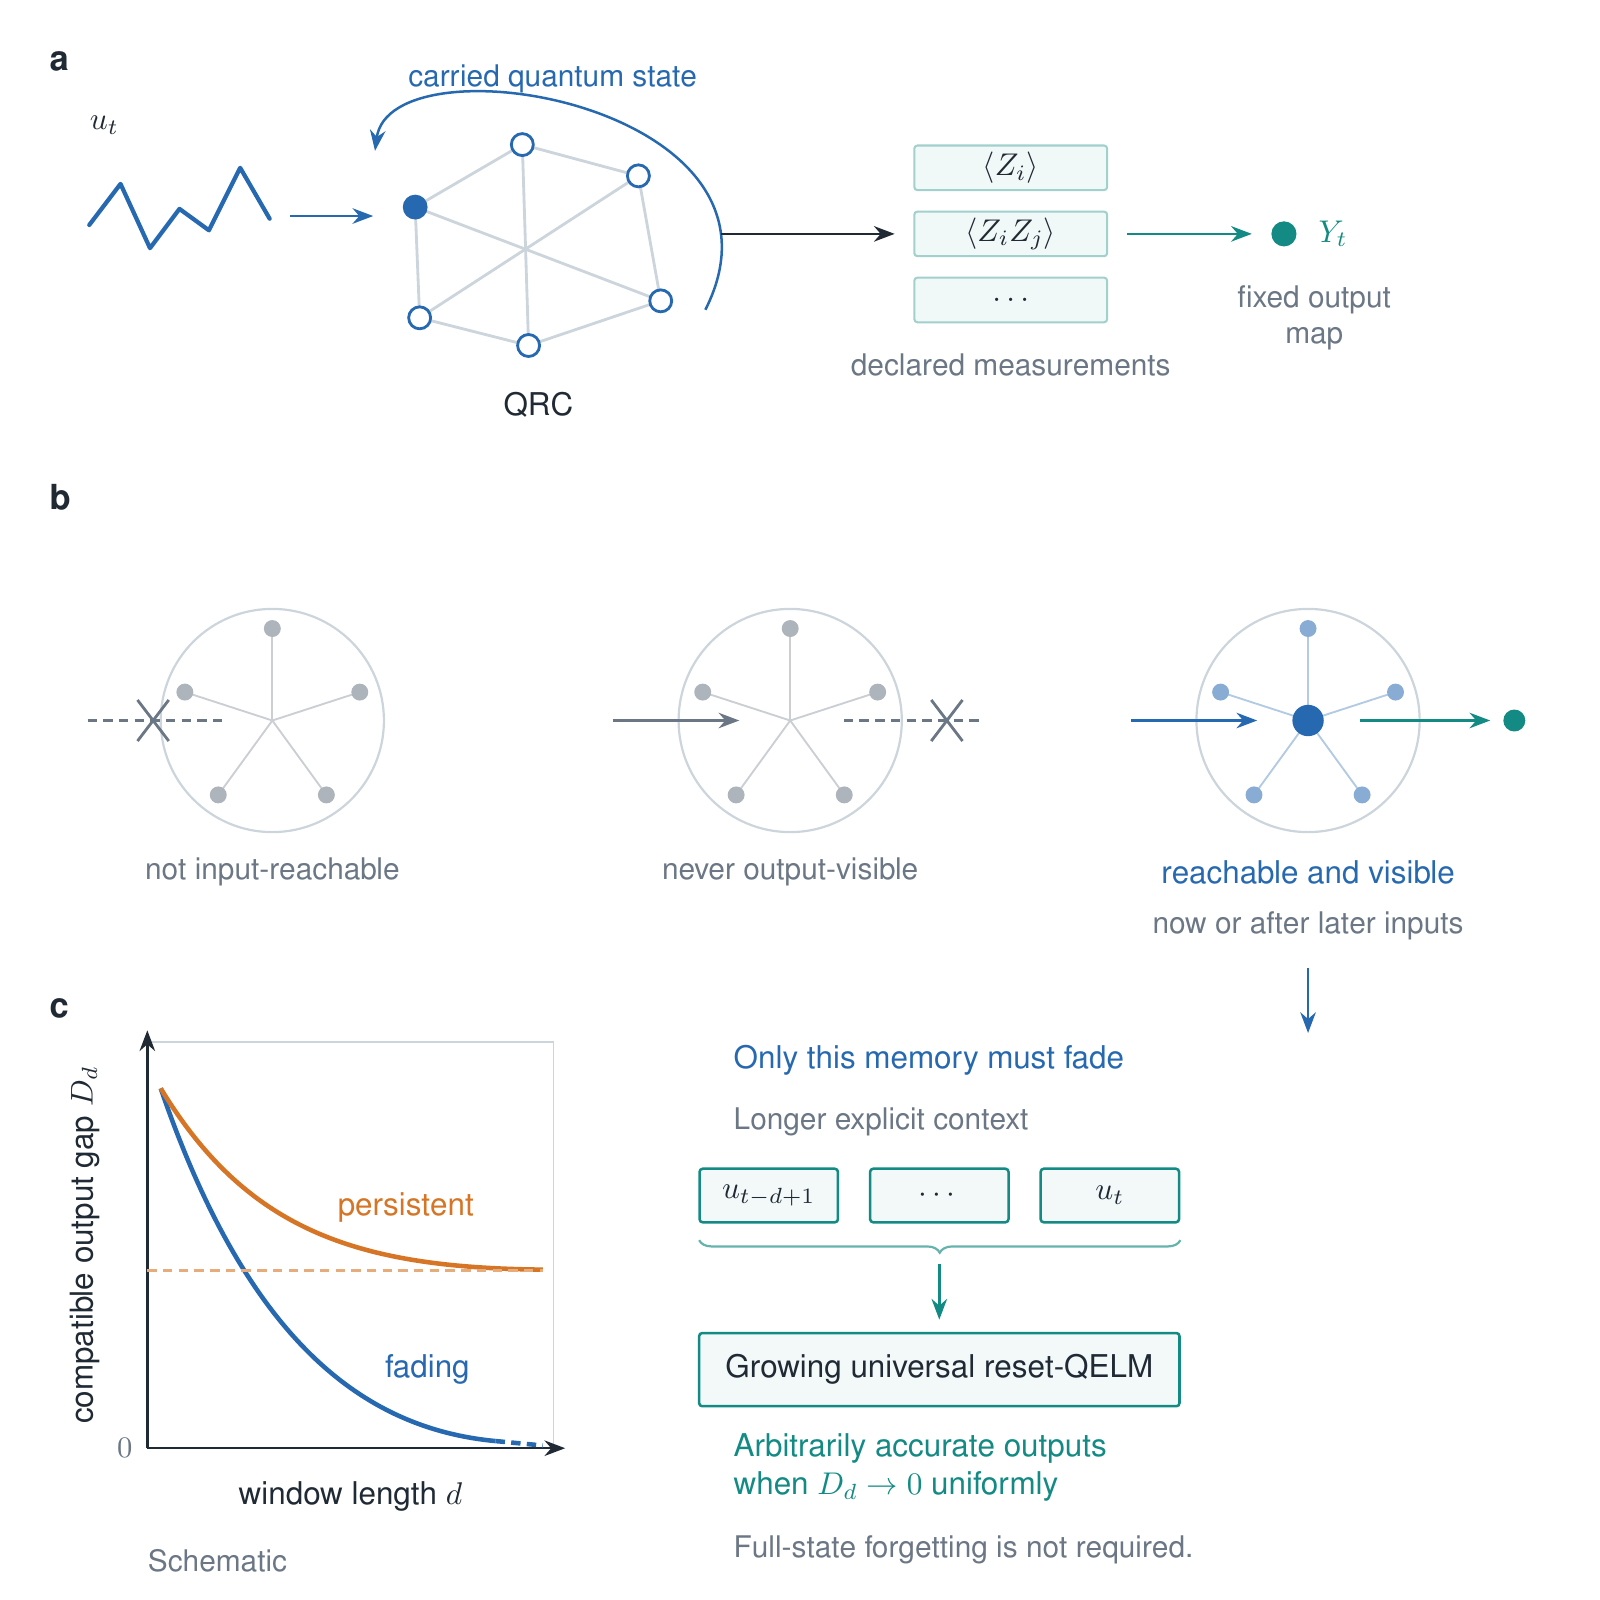 a
carried quantum state
u_t
⟨Z_i⟩
⟨Z_iZ_j⟩
···
Y_t
fixed output
map
declared measurements
QRC
b
not input-reachable
never output-visible
reachable and visible
now or after later inputs
c
compatible output gap D_d
persistent
fading
0
window length d
Schematic
Only this memory must fade
Longer explicit context
u_{t−d+1}
···
u_t
Growing universal reset-QELM
Arbitrarily accurate outputs
when D_d → 0 uniformly
Full-state forgetting is not required.